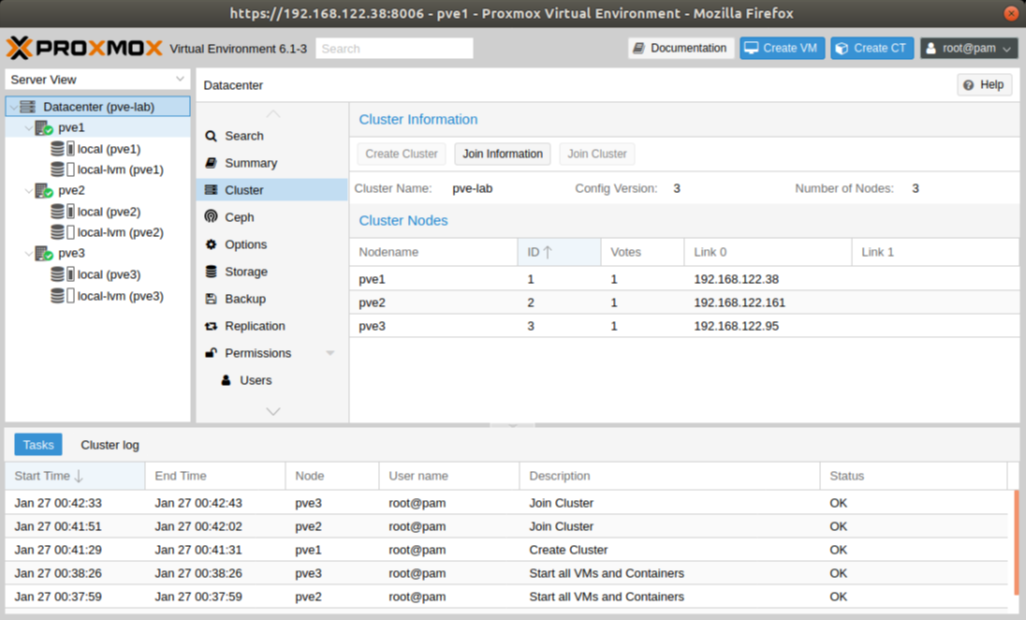 https://192.168.122.38:8006 - pve1 - Proxmox Virtual Environment - Mozilla Firefox
PROXMOX Virtual Environment 6.1-3 Search Documentation Create VM Create CT root@pam
Server View
Datacenter (pve-lab)
pve1
local (pve1)
local-lvm (pve1)
pve2
local (pve2)
local-lvm (pve2)
pve3
local (pve3)
local-lvm (pve3)
Datacenter Help
Search
Summary
Cluster
Ceph
Options
Storage
Backup
Replication
Permissions
Users
Cluster Information
Create Cluster Join Information Join Cluster
Cluster Name: pve-lab Config Version: 3 Number of Nodes: 3
Cluster Nodes
Nodename ID Votes Link 0 Link 1
pve1 1 1 192.168.122.38
pve2 2 1 192.168.122.161
pve3 3 1 192.168.122.95
Tasks Cluster log
Start Time End Time Node User name Description Status
Jan 27 00:42:33 Jan 27 00:42:43 pve3 root@pam Join Cluster OK
Jan 27 00:41:51 Jan 27 00:42:02 pve2 root@pam Join Cluster OK
Jan 27 00:41:29 Jan 27 00:41:31 pve1 root@pam Create Cluster OK
Jan 27 00:38:26 Jan 27 00:38:26 pve3 root@pam Start all VMs and Containers OK
Jan 27 00:37:59 Jan 27 00:37:59 pve2 root@pam Start all VMs and Containers OK